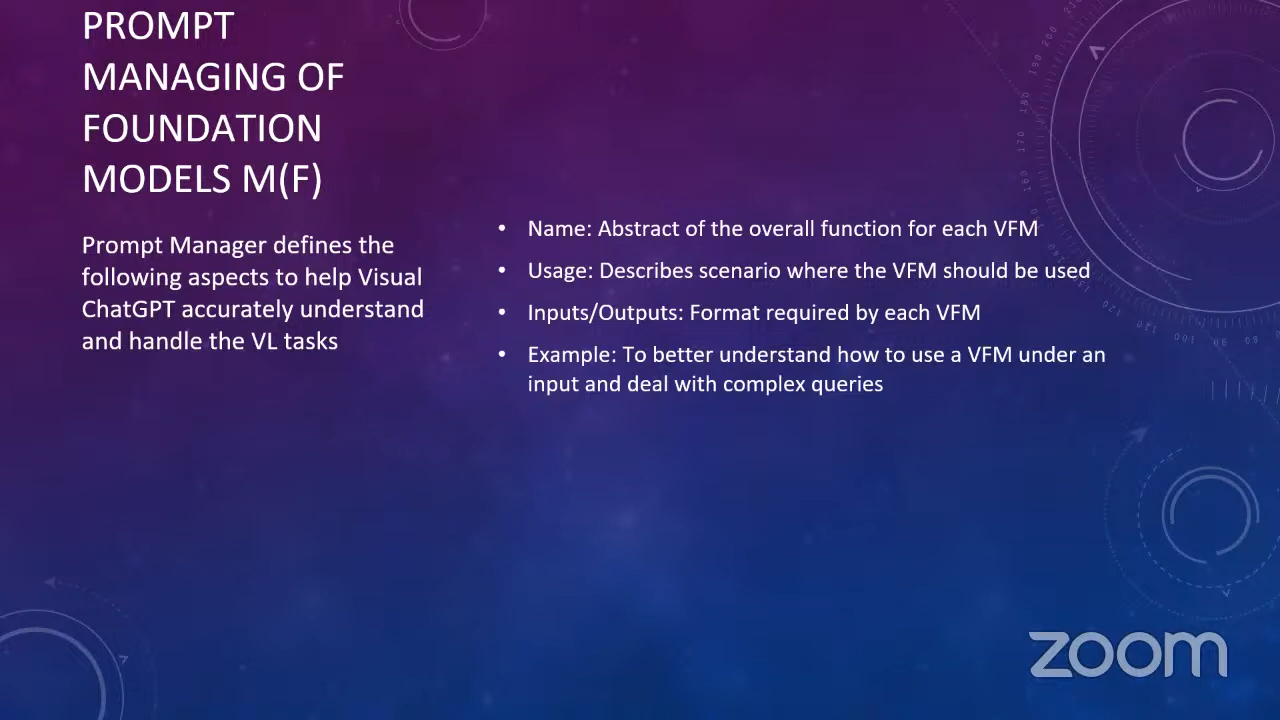 PROMPT
MANAGING OF
FOUNDATION
MODELS M(F)
Prompt Manager defines the
following aspects to help Visual
ChatGPT accurately understand
and handle the VL tasks
• Name: Abstract of the overall function for each VFM
• Usage: Describes scenario where the VFM should be used
• Inputs/Outputs: Format required by each VFM
• Example: To better understand how to use a VFM under an
input and deal with complex queries
zoom